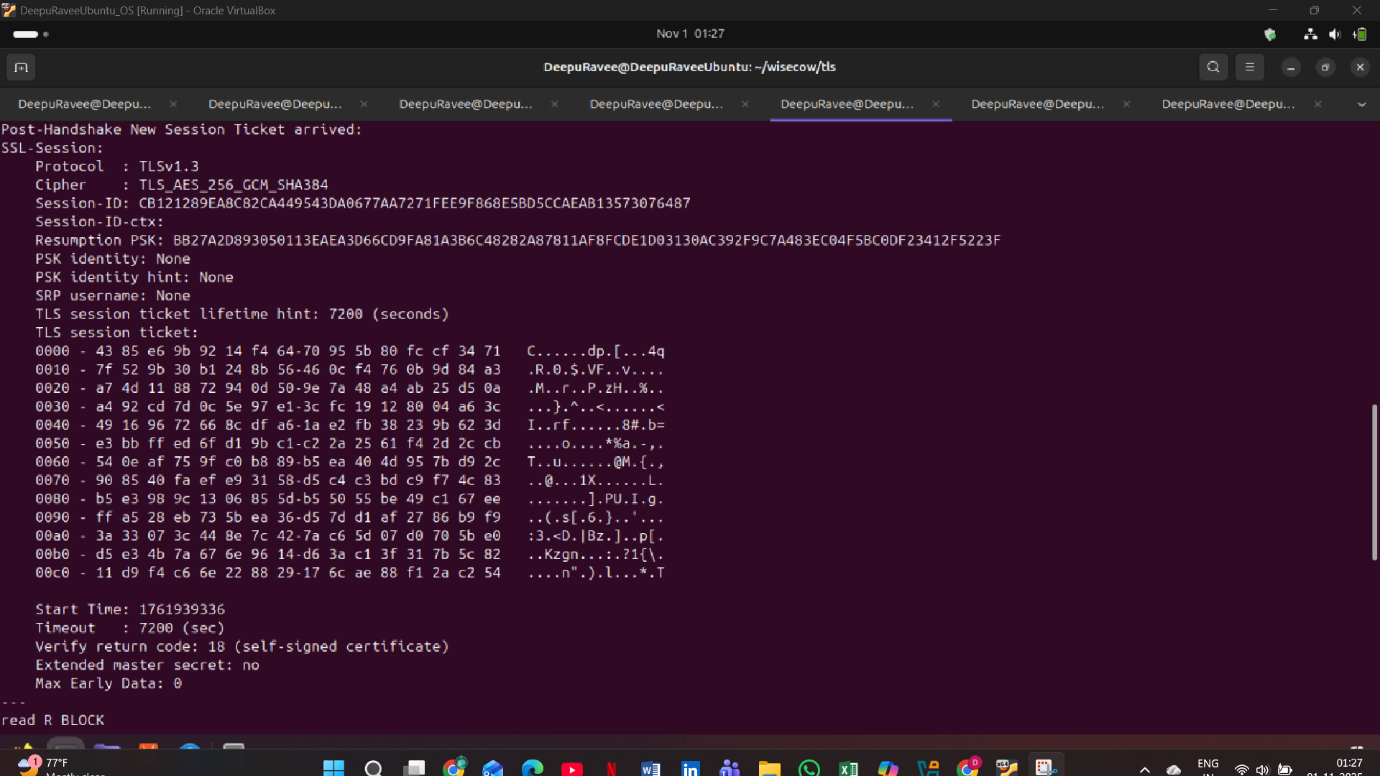 DeepuRaveeUbuntu_OS [Running] - Oracle VirtualBox
Nov 1 01:27
DeepuRavee@DeepuRaveeUbuntu: ~/wisecow/tls
DeepuRavee@Deepu... DeepuRavee@Deepu... DeepuRavee@Deepu... DeepuRavee@Deepu... DeepuRavee@Deepu... DeepuRavee@Deepu... DeepuRavee@Deepu...
Post-Handshake New Session Ticket arrived:
SSL-Session:
    Protocol  : TLSv1.3
    Cipher    : TLS_AES_256_GCM_SHA384
    Session-ID: CB121289EA8C82CA449543DA0677AA7271FEE9F868E5BD5CCAEAB13573076487
    Session-ID-ctx:
    Resumption PSK: BB27A2D893050113EAEA3D66CD9FA81A3B6C48282A87811AF8FCDE1D03130AC392F9C7A483EC04F5BC0DF23412F5223F
    PSK identity: None
    PSK identity hint: None
    SRP username: None
    TLS session ticket lifetime hint: 7200 (seconds)
    TLS session ticket:
    0000 - 43 85 e6 9b 92 14 f4 64-70 95 5b 80 fc cf 34 71   C......dp.[...4q
    0010 - 7f 52 9b 30 b1 24 8b 56-46 0c f4 76 0b 9d 84 a3   .R.0.$.VF..v....
    0020 - a7 4d 11 88 72 94 0d 50-9e 7a 48 a4 ab 25 d5 0a   .M..r..P.zH..%..
    0030 - a4 92 cd 7d 0c 5e 97 e1-3c fc 19 12 80 04 a6 3c   ...}.^..<......<
    0040 - 49 16 96 72 66 8c df a6-1a e2 fb 38 23 9b 62 3d   I..rf......8#.b=
    0050 - e3 bb ff ed 6f d1 9b c1-c2 2a 25 61 f4 2d 2c cb   ....o....*%a.-,.
    0060 - 54 0e af 75 9f c0 b8 89-b5 ea 40 4d 95 7b d9 2c   T..u......@M.{.,
    0070 - 90 85 40 fa ef e9 31 58-d5 c4 c3 bd c9 f7 4c 83   ..@...1X......L.
    0080 - b5 e3 98 9c 13 06 85 5d-b5 50 55 be 49 c1 67 ee   .......].PU.I.g.
    0090 - ff a5 28 eb 73 5b ea 36-d5 7d d1 af 27 86 b9 f9   ..(.s[.6.}..'...
    00a0 - 3a 33 07 3c 44 8e 7c 42-7a c6 5d 07 d0 70 5b e0   :3.<D.|Bz.]..p[.
    00b0 - d5 e3 4b 7a 67 6e 96 14-d6 3a c1 3f 31 7b 5c 82   ..Kzgn...:.?1{\.
    00c0 - 11 d9 f4 c6 6e 22 88 29-17 6c ae 88 f1 2a c2 54   ....n".).l...*.T
    Start Time: 1761939336
    Timeout   : 7200 (sec)
    Verify return code: 18 (self-signed certificate)
    Extended master secret: no
    Max Early Data: 0
---
read R BLOCK
77°F
ENG
01:27